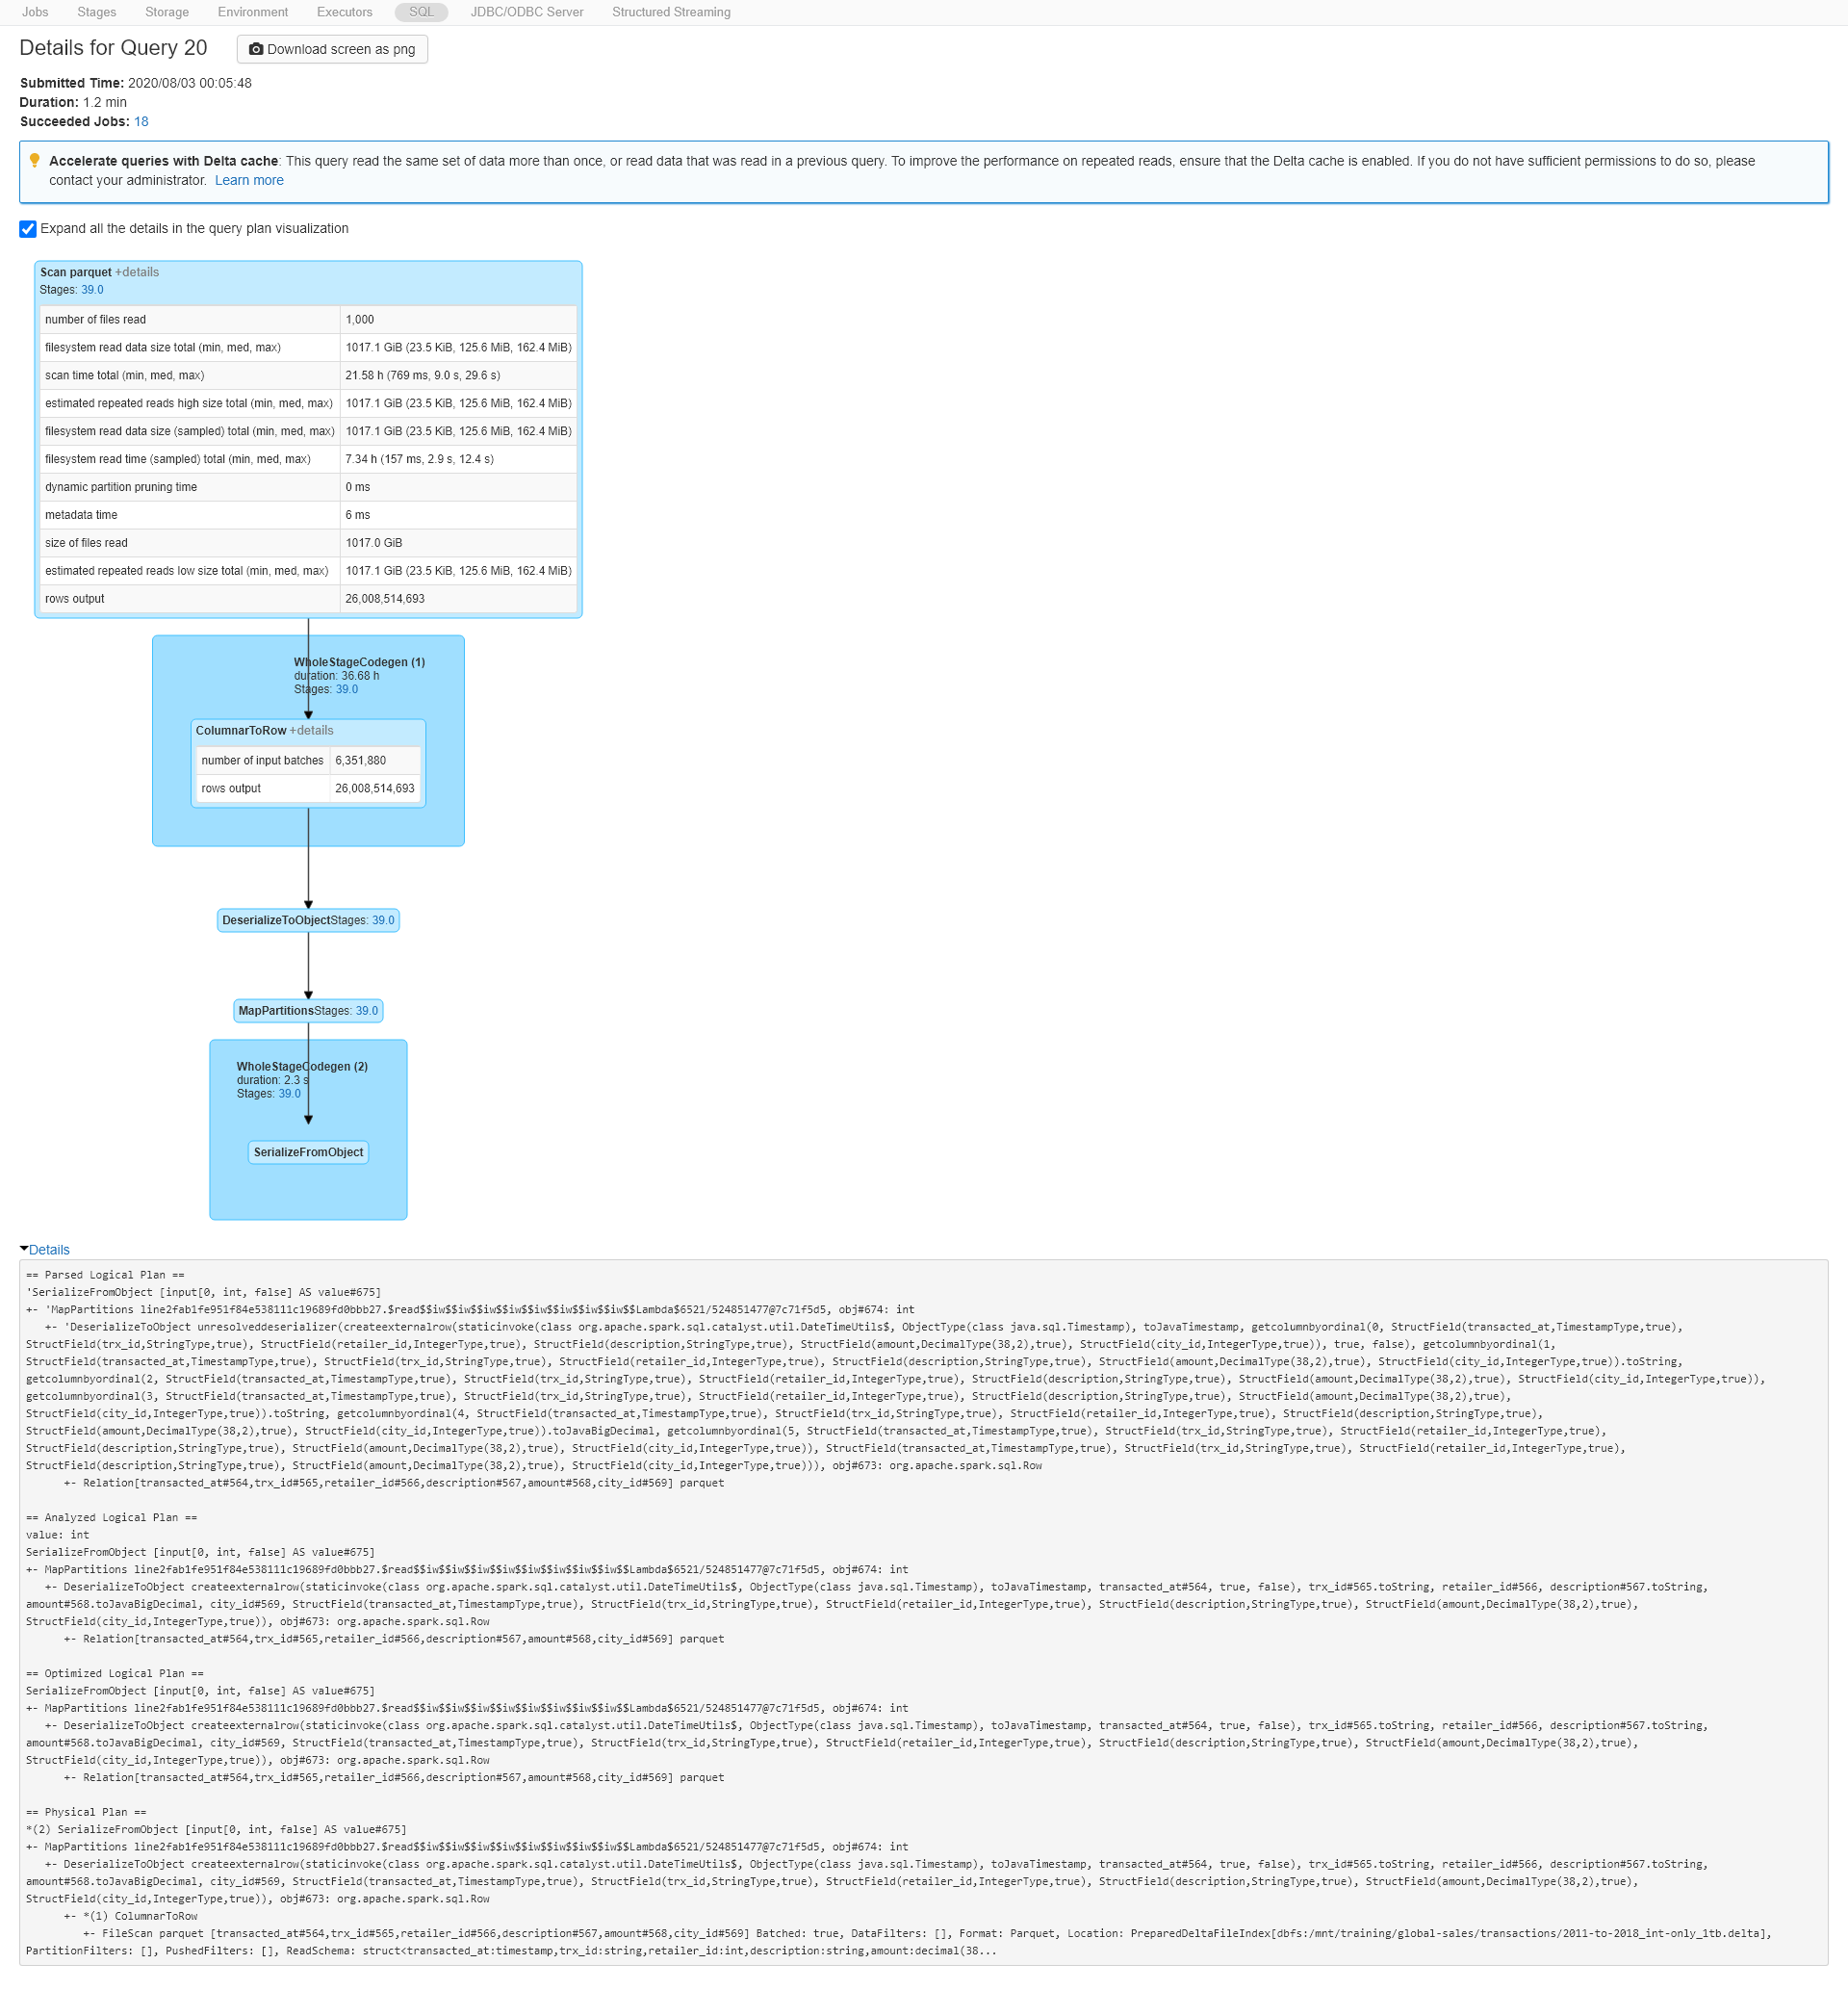 Jobs Stages Storage Environment Executors SQL JDBC/ODBC Server Structured Streaming
Details for Query 20 Download screen as png
Submitted Time: 2020/08/03 00:05:48
Duration: 1.2 min
Succeeded Jobs: 18
Accelerate queries with Delta cache: This query read the same set of data more than once, or read data that was read in a previous query. To improve the performance on repeated reads, ensure that the Delta cache is enabled. If you do not have sufficient permissions to do so, please
contact your administrator. Learn more
Expand all the details in the query plan visualization
Scan parquet +details
Stages: 39.0
number of files read 1,000
filesystem read data size total (min, med, max) 1017.1 GiB (23.5 KiB, 125.6 MiB, 162.4 MiB)
scan time total (min, med, max) 21.58 h (769 ms, 9.0 s, 29.6 s)
estimated repeated reads high size total (min, med, max) 1017.1 GiB (23.5 KiB, 125.6 MiB, 162.4 MiB)
filesystem read data size (sampled) total (min, med, max) 1017.1 GiB (23.5 KiB, 125.6 MiB, 162.4 MiB)
filesystem read time (sampled) total (min, med, max) 7.34 h (157 ms, 2.9 s, 12.4 s)
dynamic partition pruning time 0 ms
metadata time 6 ms
size of files read 1017.0 GiB
estimated repeated reads low size total (min, med, max) 1017.1 GiB (23.5 KiB, 125.6 MiB, 162.4 MiB)
rows output 26,008,514,693
WholeStageCodegen (1)
duration: 36.68 h
Stages: 39.0
ColumnarToRow +details
number of input batches 6,351,880
rows output 26,008,514,693
DeserializeToObjectStages: 39.0
MapPartitionsStages: 39.0
WholeStageCodegen (2)
duration: 2.3 s
Stages: 39.0
SerializeFromObject
Details
== Parsed Logical Plan ==
'SerializeFromObject [input[0, int, false] AS value#675]
+- 'MapPartitions line2fab1fe951f84e538111c19689fd0bbb27.$read$$iw$$iw$$iw$$iw$$iw$$iw$$iw$$iw$$Lambda$6521/524851477@7c71f5d5, obj#674: int
+- 'DeserializeToObject unresolveddeserializer(createexternalrow(staticinvoke(class org.apache.spark.sql.catalyst.util.DateTimeUtils$, ObjectType(class java.sql.Timestamp), toJavaTimestamp, getcolumnbyordinal(0, StructField(transacted_at,TimestampType,true),
StructField(trx_id,StringType,true), StructField(retailer_id,IntegerType,true), StructField(description,StringType,true), StructField(amount,DecimalType(38,2),true), StructField(city_id,IntegerType,true)), true, false), getcolumnbyordinal(1,
StructField(transacted_at,TimestampType,true), StructField(trx_id,StringType,true), StructField(retailer_id,IntegerType,true), StructField(description,StringType,true), StructField(amount,DecimalType(38,2),true), StructField(city_id,IntegerType,true)).toString,
getcolumnbyordinal(2, StructField(transacted_at,TimestampType,true), StructField(trx_id,StringType,true), StructField(retailer_id,IntegerType,true), StructField(description,StringType,true), StructField(amount,DecimalType(38,2),true), StructField(city_id,IntegerType,true)),
getcolumnbyordinal(3, StructField(transacted_at,TimestampType,true), StructField(trx_id,StringType,true), StructField(retailer_id,IntegerType,true), StructField(description,StringType,true), StructField(amount,DecimalType(38,2),true),
StructField(city_id,IntegerType,true)).toString, getcolumnbyordinal(4, StructField(transacted_at,TimestampType,true), StructField(trx_id,StringType,true), StructField(retailer_id,IntegerType,true), StructField(description,StringType,true),
StructField(amount,DecimalType(38,2),true), StructField(city_id,IntegerType,true)).toJavaBigDecimal, getcolumnbyordinal(5, StructField(transacted_at,TimestampType,true), StructField(trx_id,StringType,true), StructField(retailer_id,IntegerType,true),
StructField(description,StringType,true), StructField(amount,DecimalType(38,2),true), StructField(city_id,IntegerType,true)), StructField(transacted_at,TimestampType,true), StructField(trx_id,StringType,true), StructField(retailer_id,IntegerType,true),
StructField(description,StringType,true), StructField(amount,DecimalType(38,2),true), StructField(city_id,IntegerType,true))), obj#673: org.apache.spark.sql.Row
+- Relation[transacted_at#564,trx_id#565,retailer_id#566,description#567,amount#568,city_id#569] parquet
== Analyzed Logical Plan ==
value: int
SerializeFromObject [input[0, int, false] AS value#675]
+- MapPartitions line2fab1fe951f84e538111c19689fd0bbb27.$read$$iw$$iw$$iw$$iw$$iw$$iw$$iw$$iw$$Lambda$6521/524851477@7c71f5d5, obj#674: int
+- DeserializeToObject createexternalrow(staticinvoke(class org.apache.spark.sql.catalyst.util.DateTimeUtils$, ObjectType(class java.sql.Timestamp), toJavaTimestamp, transacted_at#564, true, false), trx_id#565.toString, retailer_id#566, description#567.toString,
amount#568.toJavaBigDecimal, city_id#569, StructField(transacted_at,TimestampType,true), StructField(trx_id,StringType,true), StructField(retailer_id,IntegerType,true), StructField(description,StringType,true), StructField(amount,DecimalType(38,2),true),
StructField(city_id,IntegerType,true)), obj#673: org.apache.spark.sql.Row
+- Relation[transacted_at#564,trx_id#565,retailer_id#566,description#567,amount#568,city_id#569] parquet
== Optimized Logical Plan ==
SerializeFromObject [input[0, int, false] AS value#675]
+- MapPartitions line2fab1fe951f84e538111c19689fd0bbb27.$read$$iw$$iw$$iw$$iw$$iw$$iw$$iw$$iw$$Lambda$6521/524851477@7c71f5d5, obj#674: int
+- DeserializeToObject createexternalrow(staticinvoke(class org.apache.spark.sql.catalyst.util.DateTimeUtils$, ObjectType(class java.sql.Timestamp), toJavaTimestamp, transacted_at#564, true, false), trx_id#565.toString, retailer_id#566, description#567.toString,
amount#568.toJavaBigDecimal, city_id#569, StructField(transacted_at,TimestampType,true), StructField(trx_id,StringType,true), StructField(retailer_id,IntegerType,true), StructField(description,StringType,true), StructField(amount,DecimalType(38,2),true),
StructField(city_id,IntegerType,true)), obj#673: org.apache.spark.sql.Row
+- Relation[transacted_at#564,trx_id#565,retailer_id#566,description#567,amount#568,city_id#569] parquet
== Physical Plan ==
*(2) SerializeFromObject [input[0, int, false] AS value#675]
+- MapPartitions line2fab1fe951f84e538111c19689fd0bbb27.$read$$iw$$iw$$iw$$iw$$iw$$iw$$iw$$iw$$Lambda$6521/524851477@7c71f5d5, obj#674: int
+- DeserializeToObject createexternalrow(staticinvoke(class org.apache.spark.sql.catalyst.util.DateTimeUtils$, ObjectType(class java.sql.Timestamp), toJavaTimestamp, transacted_at#564, true, false), trx_id#565.toString, retailer_id#566, description#567.toString,
amount#568.toJavaBigDecimal, city_id#569, StructField(transacted_at,TimestampType,true), StructField(trx_id,StringType,true), StructField(retailer_id,IntegerType,true), StructField(description,StringType,true), StructField(amount,DecimalType(38,2),true),
StructField(city_id,IntegerType,true)), obj#673: org.apache.spark.sql.Row
+- *(1) ColumnarToRow
+- FileScan parquet [transacted_at#564,trx_id#565,retailer_id#566,description#567,amount#568,city_id#569] Batched: true, DataFilters: [], Format: Parquet, Location: PreparedDeltaFileIndex[dbfs:/mnt/training/global-sales/transactions/2011-to-2018_int-only_1tb.delta],
PartitionFilters: [], PushedFilters: [], ReadSchema: struct<transacted_at:timestamp,trx_id:string,retailer_id:int,description:string,amount:decimal(38...